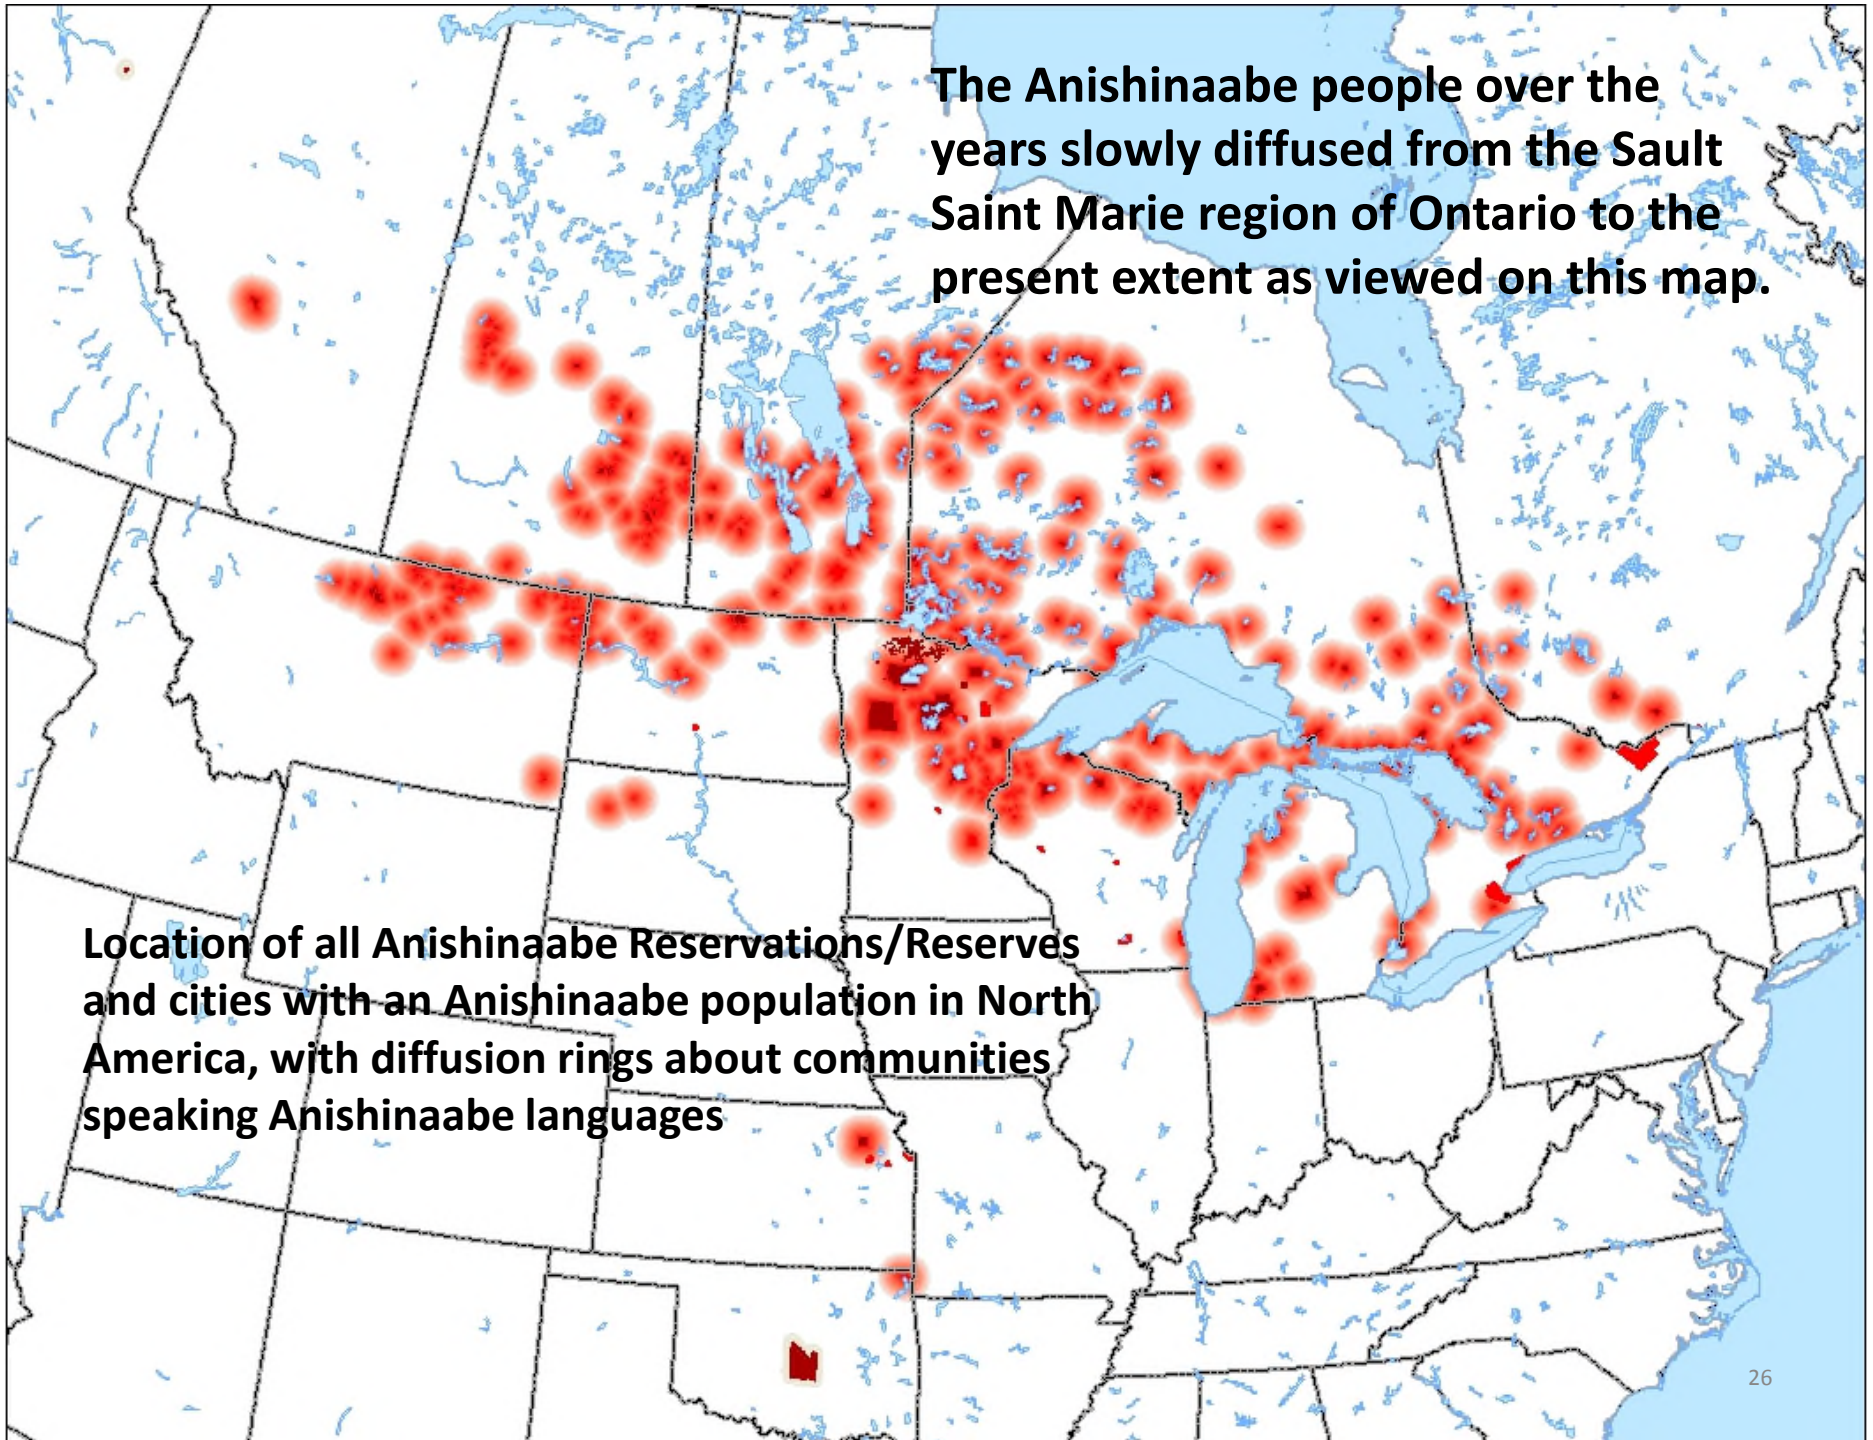 The Anishinaabe people over the
years slowly diffused from the Sault
Saint Marie region of Ontario to the
present extent as viewed on this map.
Location of all Anishinaabe Reservations/Reserves
and cities with an Anishinaabe population in North
America, with diffusion rings about communities
speaking Anishinaabe languages
26